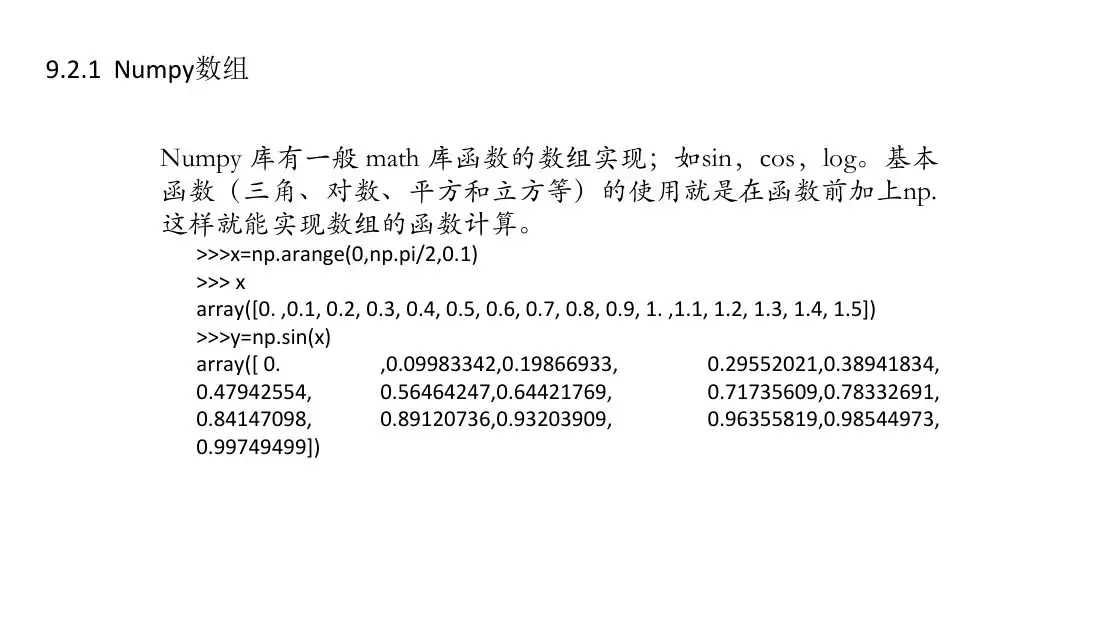 9.2.1  Numpy数组
Numpy 库有一般 math 库函数的数组实现；如sin，cos，log。基本
函数（三角、对数、平方和立方等）的使用就是在函数前加上np.
这样就能实现数组的函数计算。
>>>x=np.arange(0,np.pi/2,0.1)
>>> x
array([0. ,0.1, 0.2, 0.3, 0.4, 0.5, 0.6, 0.7, 0.8, 0.9, 1. ,1.1, 1.2, 1.3, 1.4, 1.5])
>>>y=np.sin(x)
array([ 0. ,0.09983342,0.19866933, 0.29552021,0.38941834,
0.47942554, 0.56464247,0.64421769, 0.71735609,0.78332691,
0.84147098, 0.89120736,0.93203909, 0.96355819,0.98544973,
0.99749499])